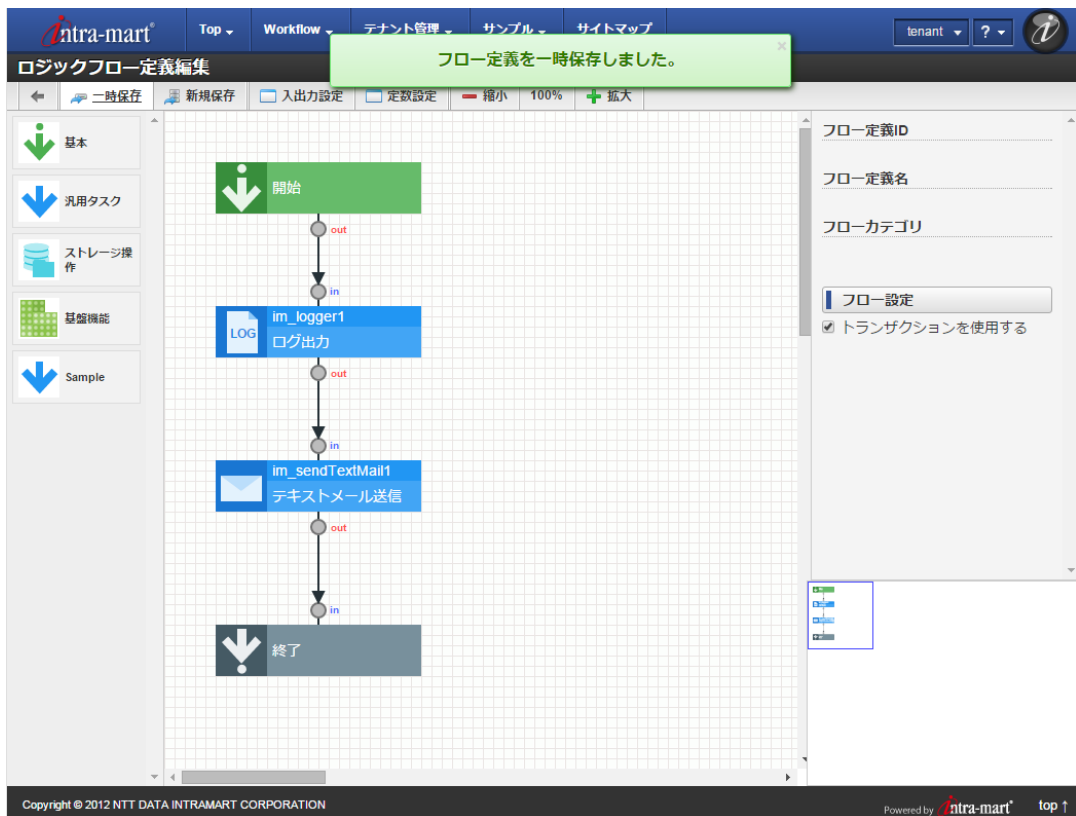 intra-mart®
Top
Workflow
テナント管理
サンプル
サイトマップ
tenant
?
フロー定義を一時保存しました。
×
ロジックフロー定義編集
一時保存
新規保存
入出力設定
定数設定
縮小
100%
拡大
基本
汎用タスク
ストレージ操
作
基盤機能
Sample
開始
out
in
LOG
im_logger1
ログ出力
out
in
im_sendTextMail1
テキストメール送信
out
in
終了
フロー定義ID
フロー定義名
フローカテゴリ
フロー設定
トランザクションを使用する
Copyright © 2012 NTT DATA INTRAMART CORPORATION
Powered by intra-mart®
top ↑